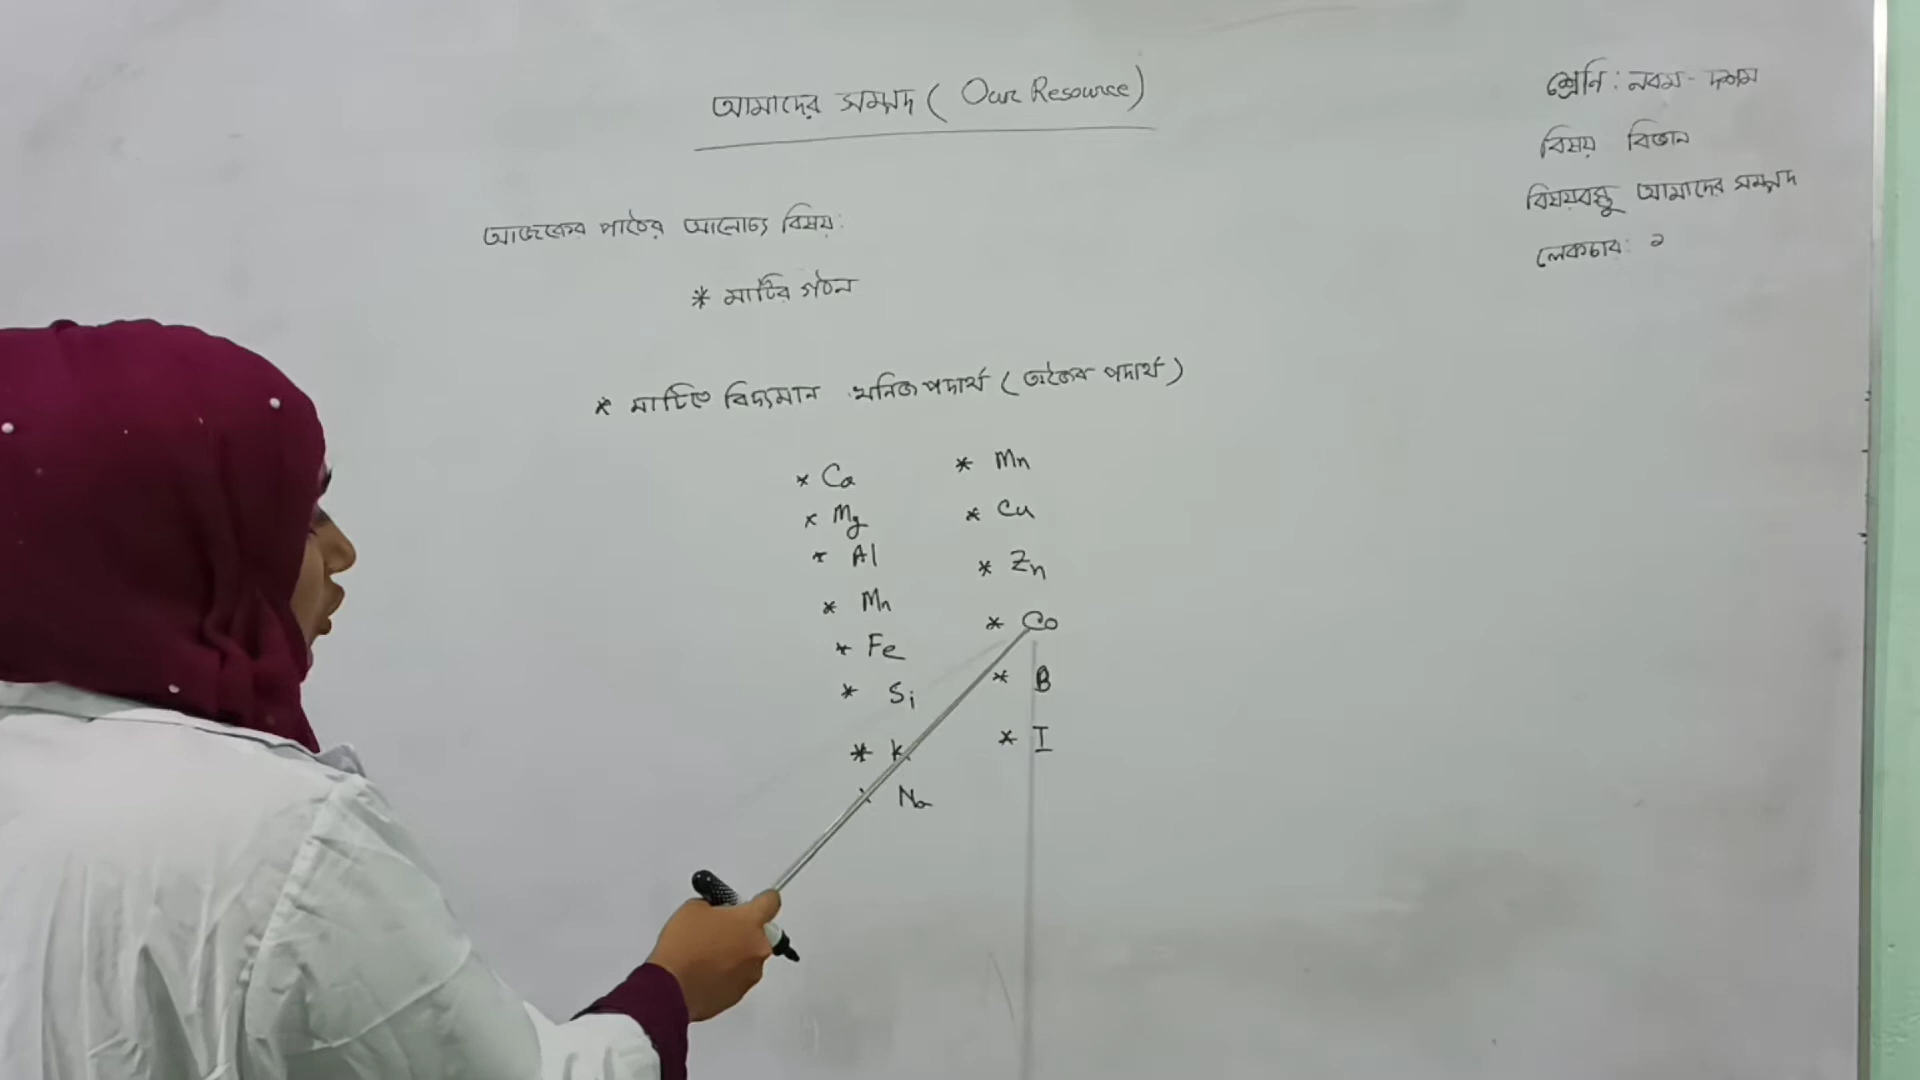 আমাদের সম্পদ ( Our Resource)
শ্রেণি : নবম - দশম
বিষয় বিজ্ঞান
বিষয়বস্তু আমাদের সম্পদ
লেকচার: ১
আজকের পাঠের আলোচ্য বিষয়:
* মাটির গঠন
* মাটিতে বিদ্যমান খনিজ পদার্থ ( অজৈব পদার্থ )
* Ca
* Mg
* Al
* Mn
* Fe
* Si
* K
* Na
* Mn
* Cu
* Zn
* Co
* B
* I